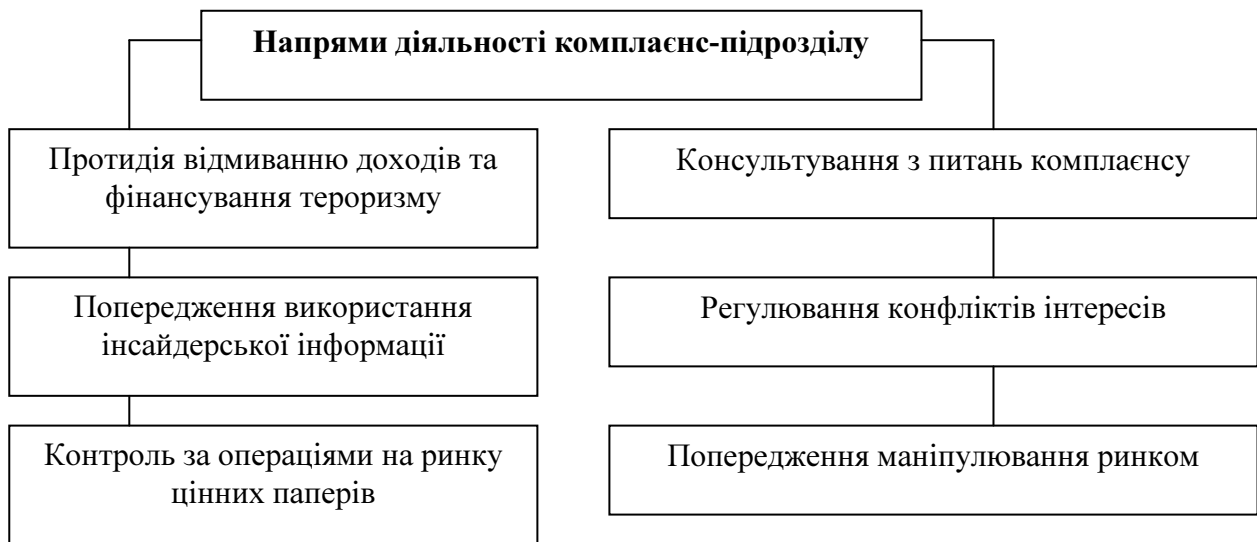 Напрями діяльності комплаєнс-підрозділу
Протидія відмиванню доходів та
фінансування тероризму
Попередження використання
інсайдерської інформації
Контроль за операціями на ринку
цінних паперів
Консультування з питань комплаєнсу
Регулювання конфліктів інтересів
Попередження маніпулювання ринком